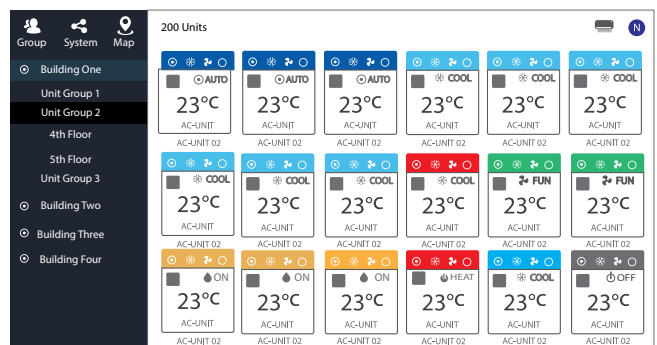 Group System Map
200 Units
N
Building One
Unit Group 1
Unit Group 2
4th Floor
5th Floor
Unit Group 3
Building Two
Building Three
Building Four
AUTO AUTO AUTO COOL COOL COOL
23°C 23°C 23°C 23°C 23°C 23°C
AC-UNIT AC-UNIT AC-UNIT AC-UNIT AC-UNIT AC-UNIT
AC-UNIT 02 AC-UNIT 02 AC-UNIT 02 AC-UNIT 02 AC-UNIT 02 AC-UNIT 02
COOL COOL COOL COOL FUN FUN
23°C 23°C 23°C 23°C 23°C 23°C
AC-UNIT AC-UNIT AC-UNIT AC-UNIT AC-UNIT AC-UNIT
AC-UNIT 02 AC-UNIT 02 AC-UNIT 02 AC-UNIT 02 AC-UNIT 02 AC-UNIT 02
ON ON ON HEAT COOL OFF
23°C 23°C 23°C 23°C 23°C 23°C
AC-UNIT AC-UNIT AC-UNIT AC-UNIT AC-UNIT AC-UNIT
AC-UNIT 02 AC-UNIT 02 AC-UNIT 02 AC-UNIT 02 AC-UNIT 02 AC-UNIT 02